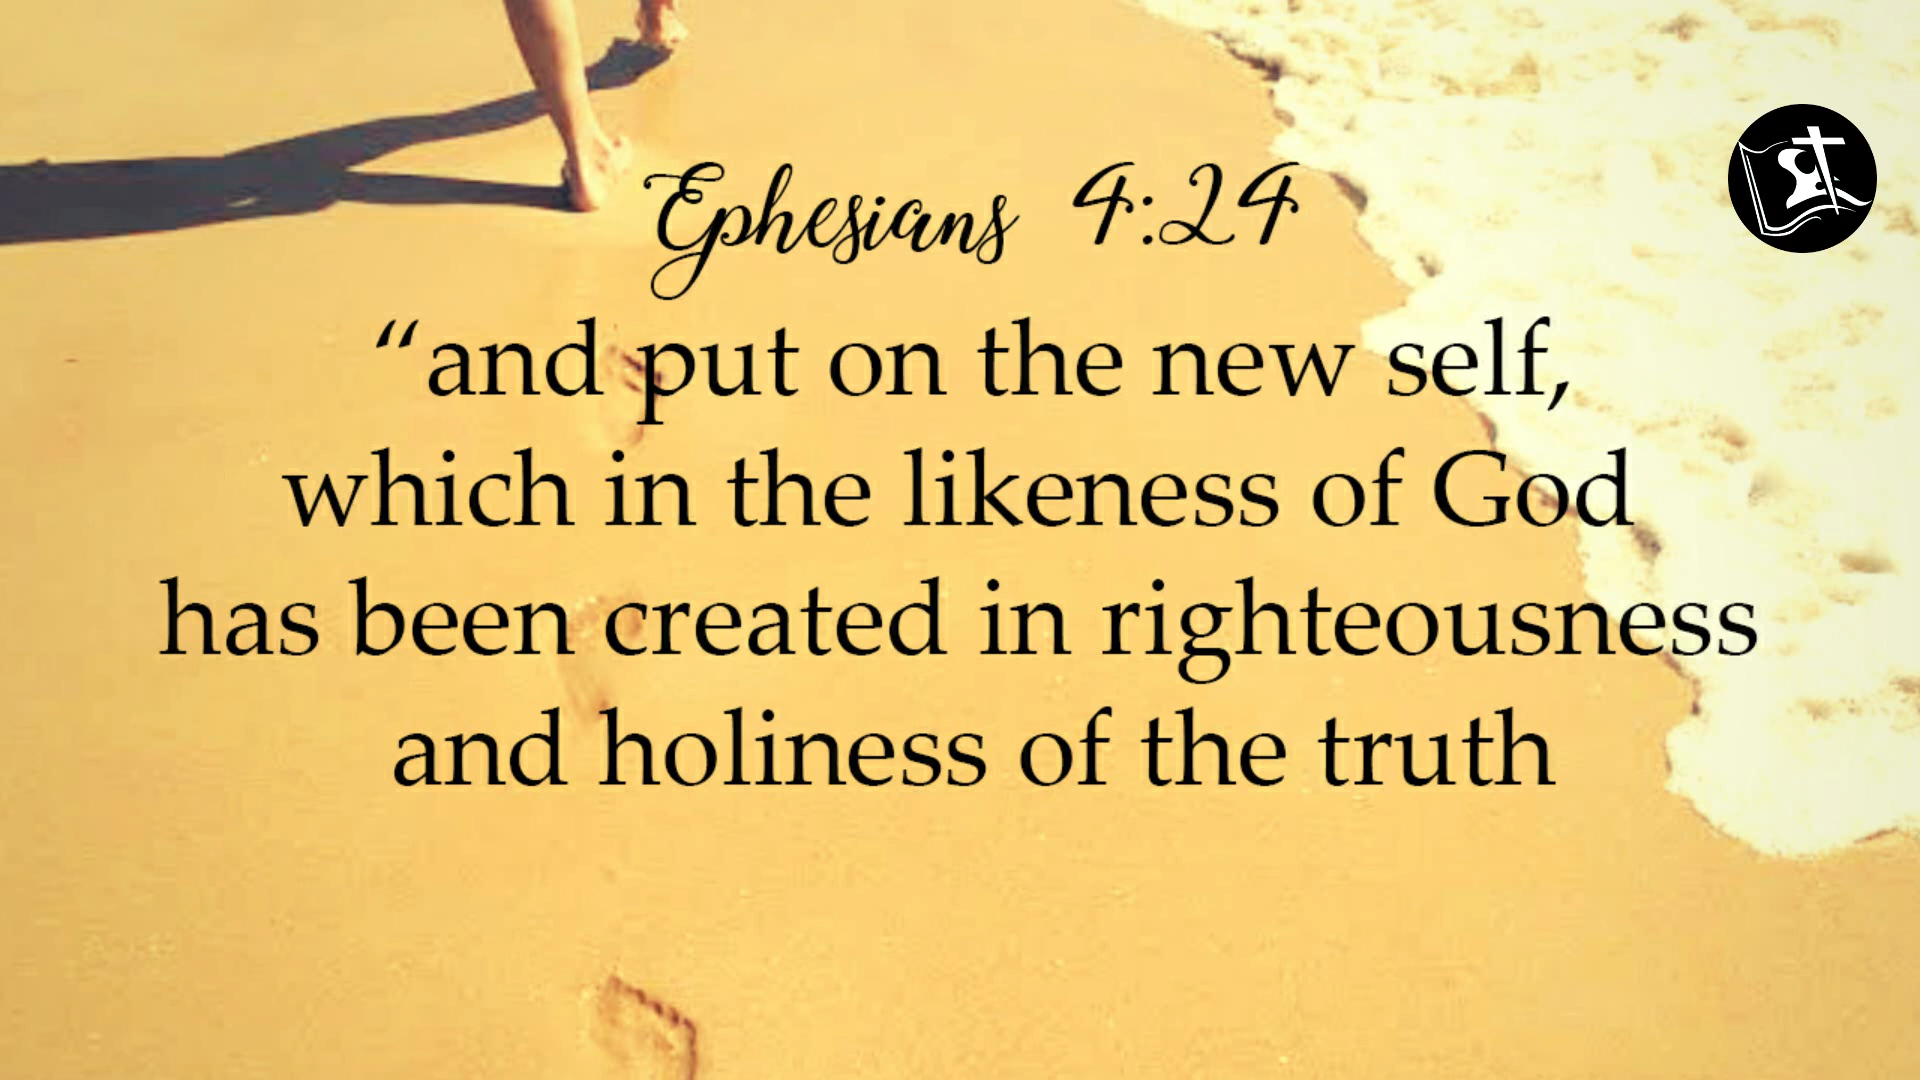 Ephesians 4:24
“and put on the new self,
which in the likeness of God
has been created in righteousness
and holiness of the truth